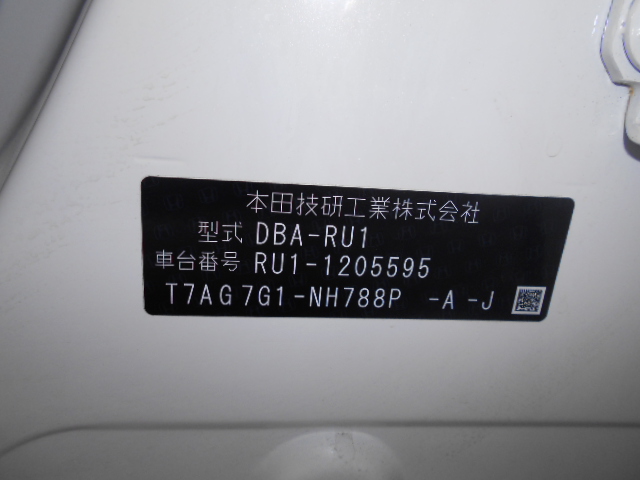 本田技研工業株式会社
型式 DBA-RU1
車台番号 RU1-1205595
T7AG7G1-NH788P -A -J